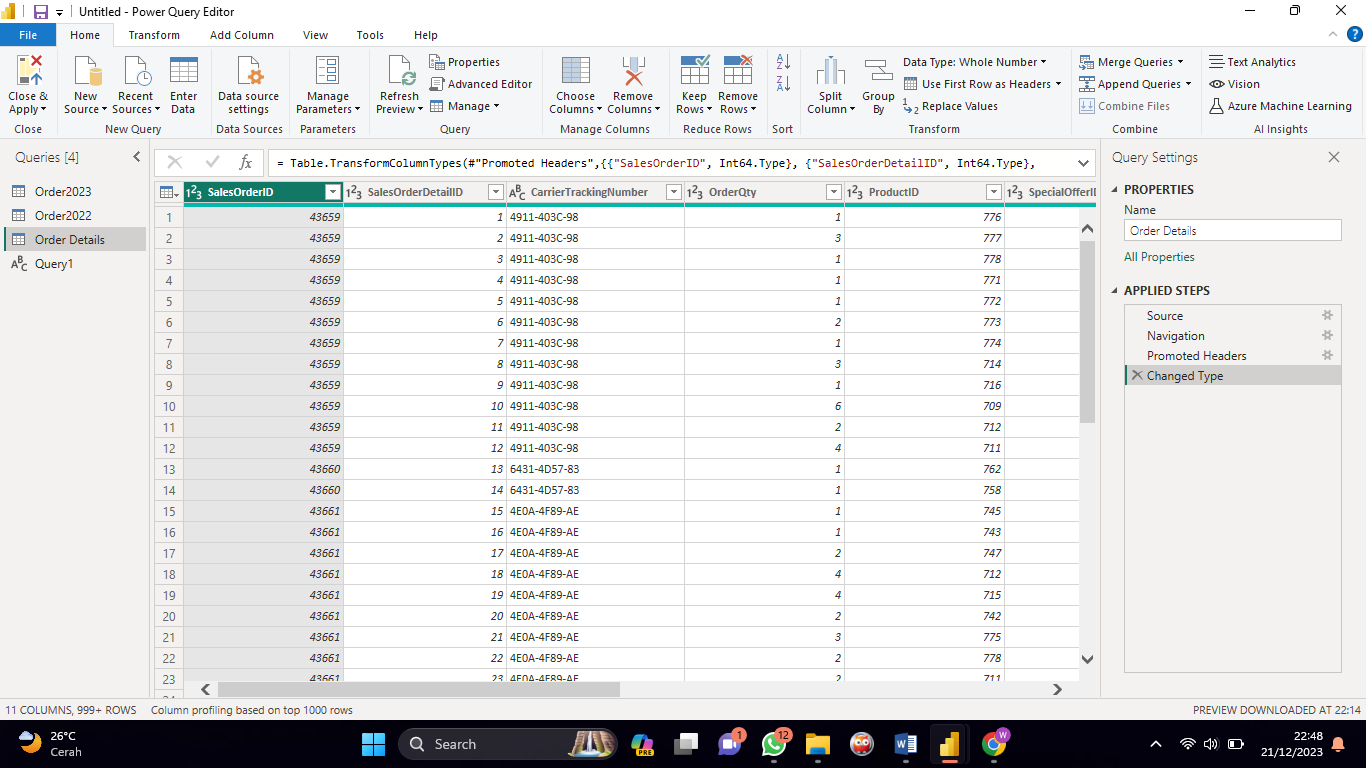 Untitled - Power Query Editor
File Home Transform Add Column View Tools Help
Close & Apply
Close
New Source
Recent Sources
Enter Data
New Query
Data source settings
Data Sources
Manage Parameters
Parameters
Refresh Preview
Properties
Advanced Editor
Manage
Query
Choose Columns
Remove Columns
Manage Columns
Keep Rows
Remove Rows
Reduce Rows
Sort
Split Column
Group By
Data Type: Whole Number
Use First Row as Headers
Replace Values
Transform
Merge Queries
Append Queries
Combine Files
Combine
Text Analytics
Vision
Azure Machine Learning
AI Insights
Queries [4]
Order2023
Order2022
Order Details
Query1
= Table.TransformColumnTypes(#"Promoted Headers",{{"SalesOrderID", Int64.Type}, {"SalesOrderDetailID", Int64.Type},
SalesOrderID SalesOrderDetailID CarrierTrackingNumber OrderQty ProductID SpecialOfferID
1 43659 1 4911-403C-98 1 776
2 43659 2 4911-403C-98 3 777
3 43659 3 4911-403C-98 1 778
4 43659 4 4911-403C-98 1 771
5 43659 5 4911-403C-98 1 772
6 43659 6 4911-403C-98 2 773
7 43659 7 4911-403C-98 1 774
8 43659 8 4911-403C-98 3 714
9 43659 9 4911-403C-98 1 716
10 43659 10 4911-403C-98 6 709
11 43659 11 4911-403C-98 2 712
12 43659 12 4911-403C-98 4 711
13 43660 13 6431-4D57-83 1 762
14 43660 14 6431-4D57-83 1 758
15 43661 15 4E0A-4F89-AE 1 745
16 43661 16 4E0A-4F89-AE 1 743
17 43661 17 4E0A-4F89-AE 2 747
18 43661 18 4E0A-4F89-AE 4 712
19 43661 19 4E0A-4F89-AE 4 715
20 43661 20 4E0A-4F89-AE 2 742
21 43661 21 4E0A-4F89-AE 3 775
22 43661 22 4E0A-4F89-AE 2 778
23 43661 23 4E0A-4F89-AE 2 711
Query Settings
PROPERTIES
Name
Order Details
All Properties
APPLIED STEPS
Source
Navigation
Promoted Headers
Changed Type
11 COLUMNS, 999+ ROWS Column profiling based on top 1000 rows
PREVIEW DOWNLOADED AT 22:14
26°C
Cerah
Search
PRE
1
12
W
22:48
21/12/2023